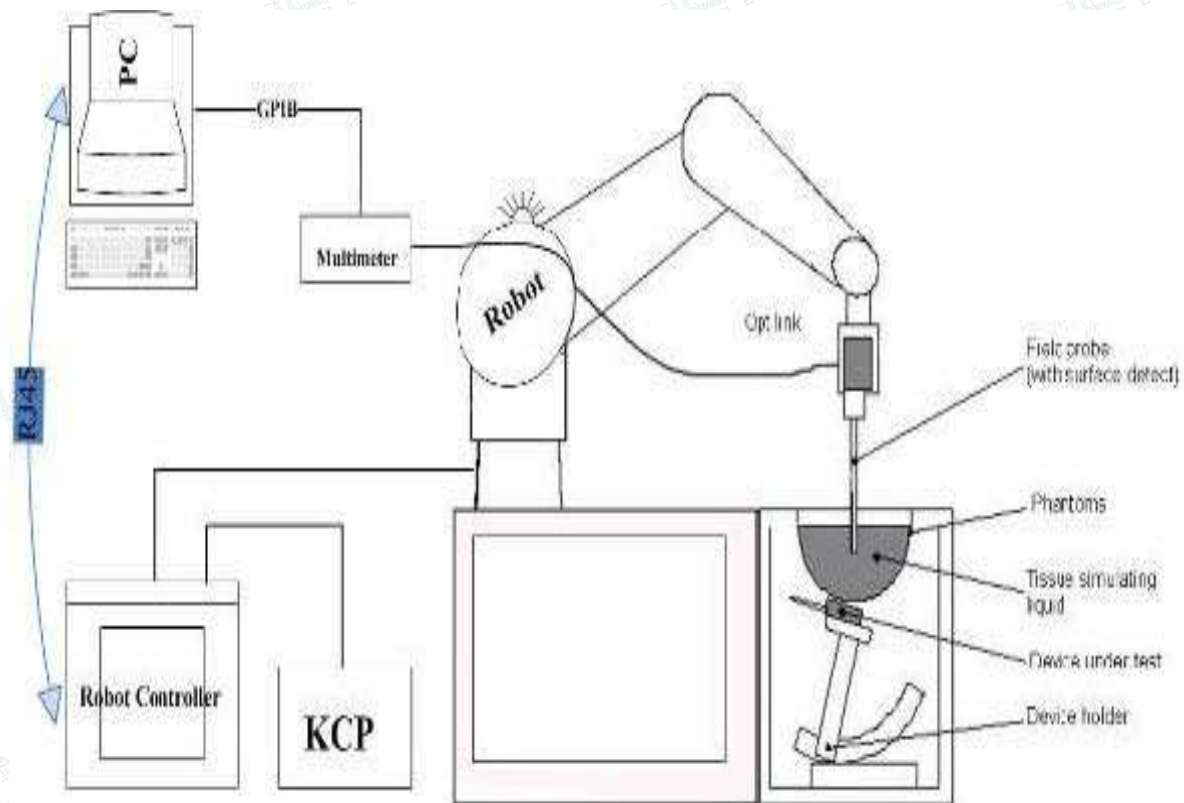 PC
GPIB
Multimeter
Robot
Opt link
Field probe
(with surface detect)
RJ45
Phantoms
Tissue simulating
liquid
Device under test
Robot Controller
KCP
Device holder